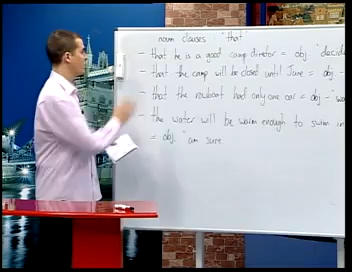 noun clauses "that
- that he is a good camp director = obj. "decide
- that the camp will be closed until June = obj -
- that the rowboat had only one oar = obj - "wa
- the water will be warm enough to swim in
= obj. "am sure